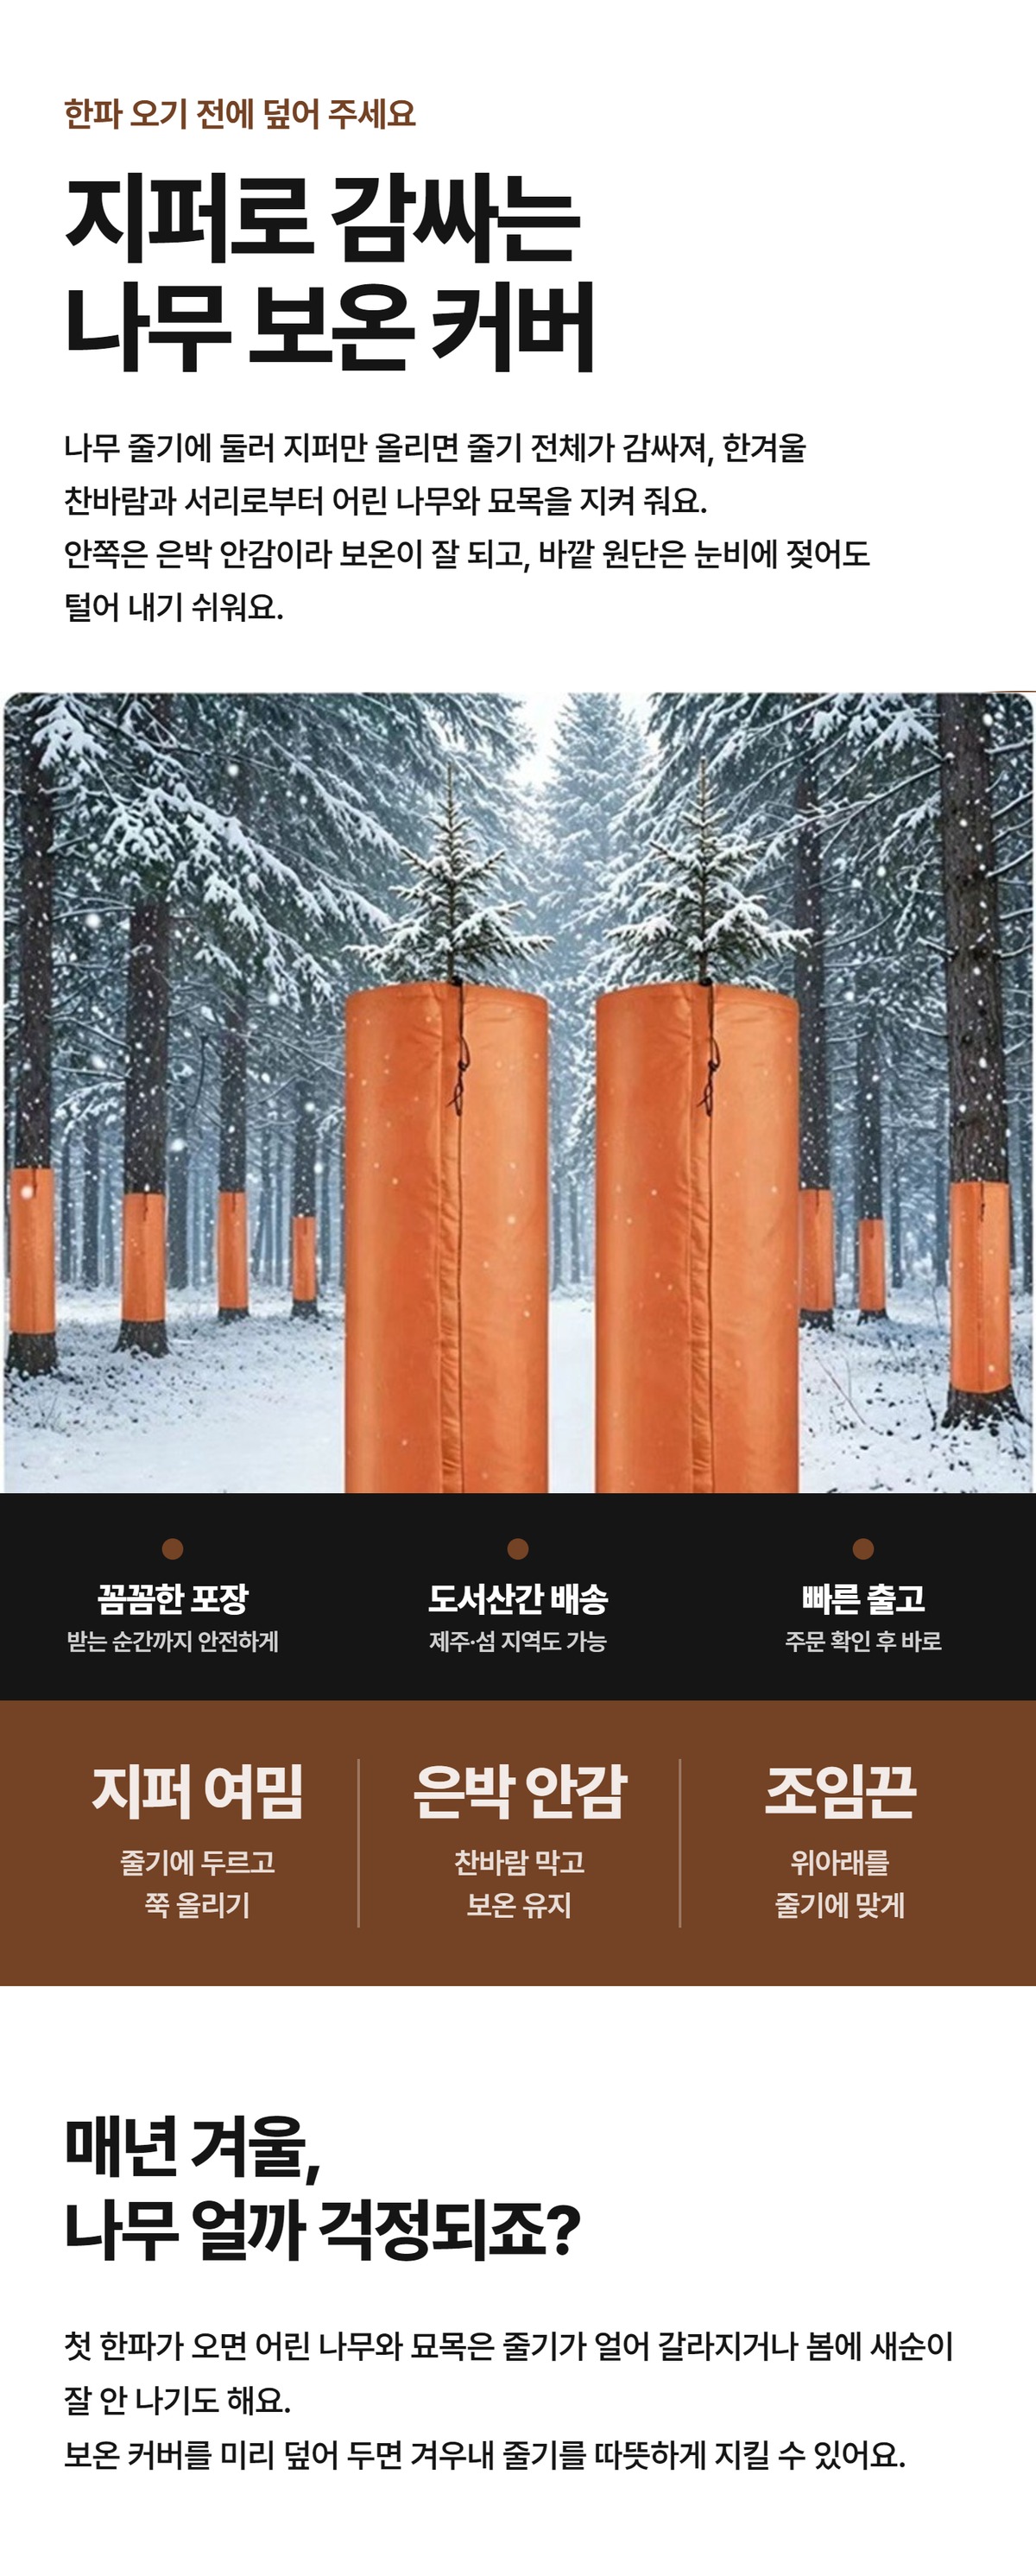 한파 오기 전에 덮어 주세요
지퍼로 감싸는
나무 보온 커버
나무 줄기에 둘러 지퍼만 올리면 줄기 전체가 감싸져, 한겨울
찬바람과 서리로부터 어린 나무와 묘목을 지켜 줘요.
안쪽은 은박 안감이라 보온이 잘 되고, 바깥 원단은 눈비에 젖어도
털어 내기 쉬워요.
꼼꼼한 포장
받는 순간까지 안전하게
도서산간 배송
제주·섬 지역도 가능
빠른 출고
주문 확인 후 바로
지퍼 여밈
줄기에 두르고
쭉 올리기
은박 안감
찬바람 막고
보온 유지
조임끈
위아래를
줄기에 맞게
매년 겨울,
나무 얼까 걱정되죠?
첫 한파가 오면 어린 나무와 묘목은 줄기가 얼어 갈라지거나 봄에 새순이
잘 안 나기도 해요.
보온 커버를 미리 덮어 두면 겨우내 줄기를 따뜻하게 지킬 수 있어요.